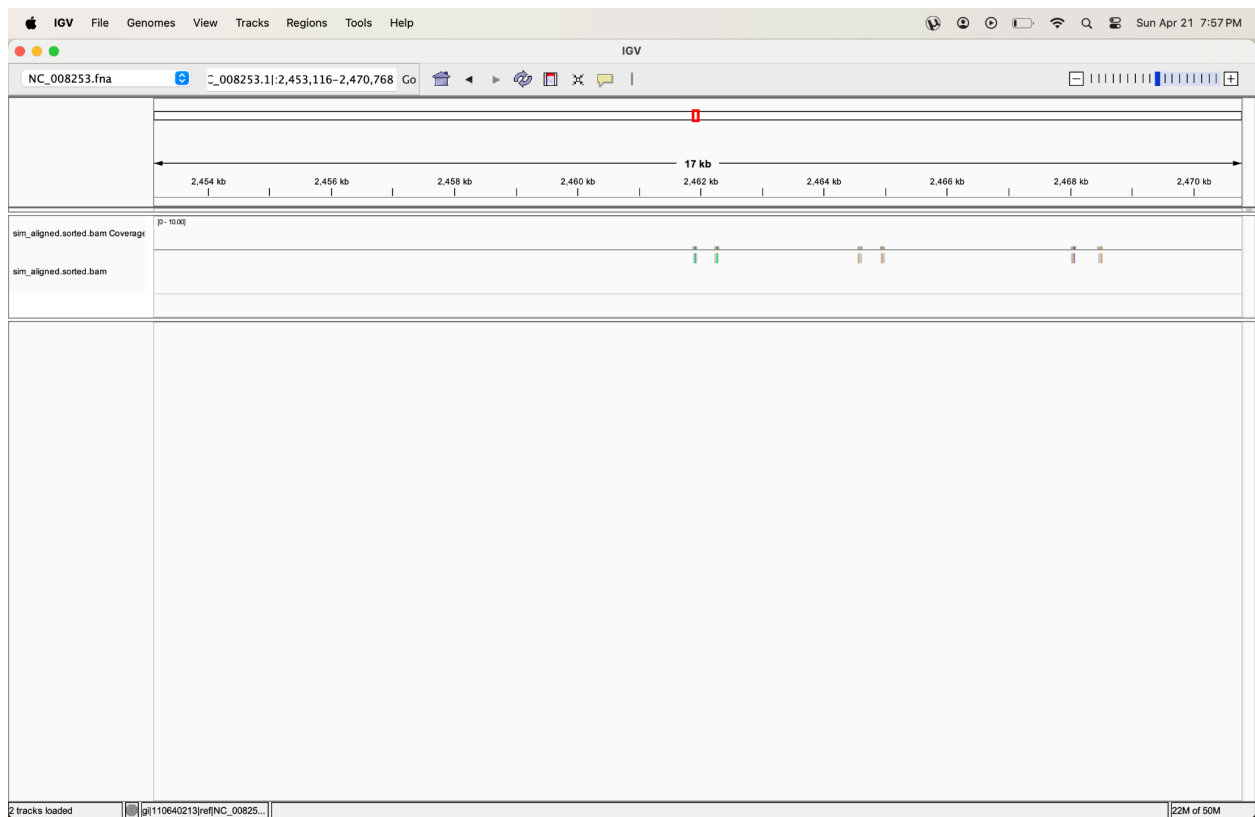 IGV File Genomes View Tracks Regions Tools Help Sun Apr 21 7:57 PM
IGV
NC_008253.fna C_008253.1|:2,453,116-2,470,768 Go
17 kb
2,454 kb 2,456 kb 2,458 kb 2,460 kb 2,462 kb 2,464 kb 2,466 kb 2,468 kb 2,470 kb
[0 - 10.00]
sim_aligned.sorted.bam Coverage
sim_aligned.sorted.bam
2 tracks loaded gi|110640213|ref|NC_00825... 22M of 50M